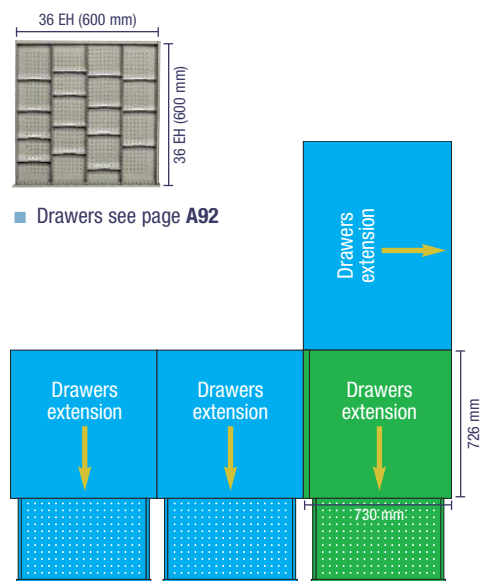 36 EH (600 mm)
36 EH (600 mm)
Drawers see page A92
Drawers
extension
Drawers
extension
Drawers
extension
Drawers
extension
726 mm
730 mm